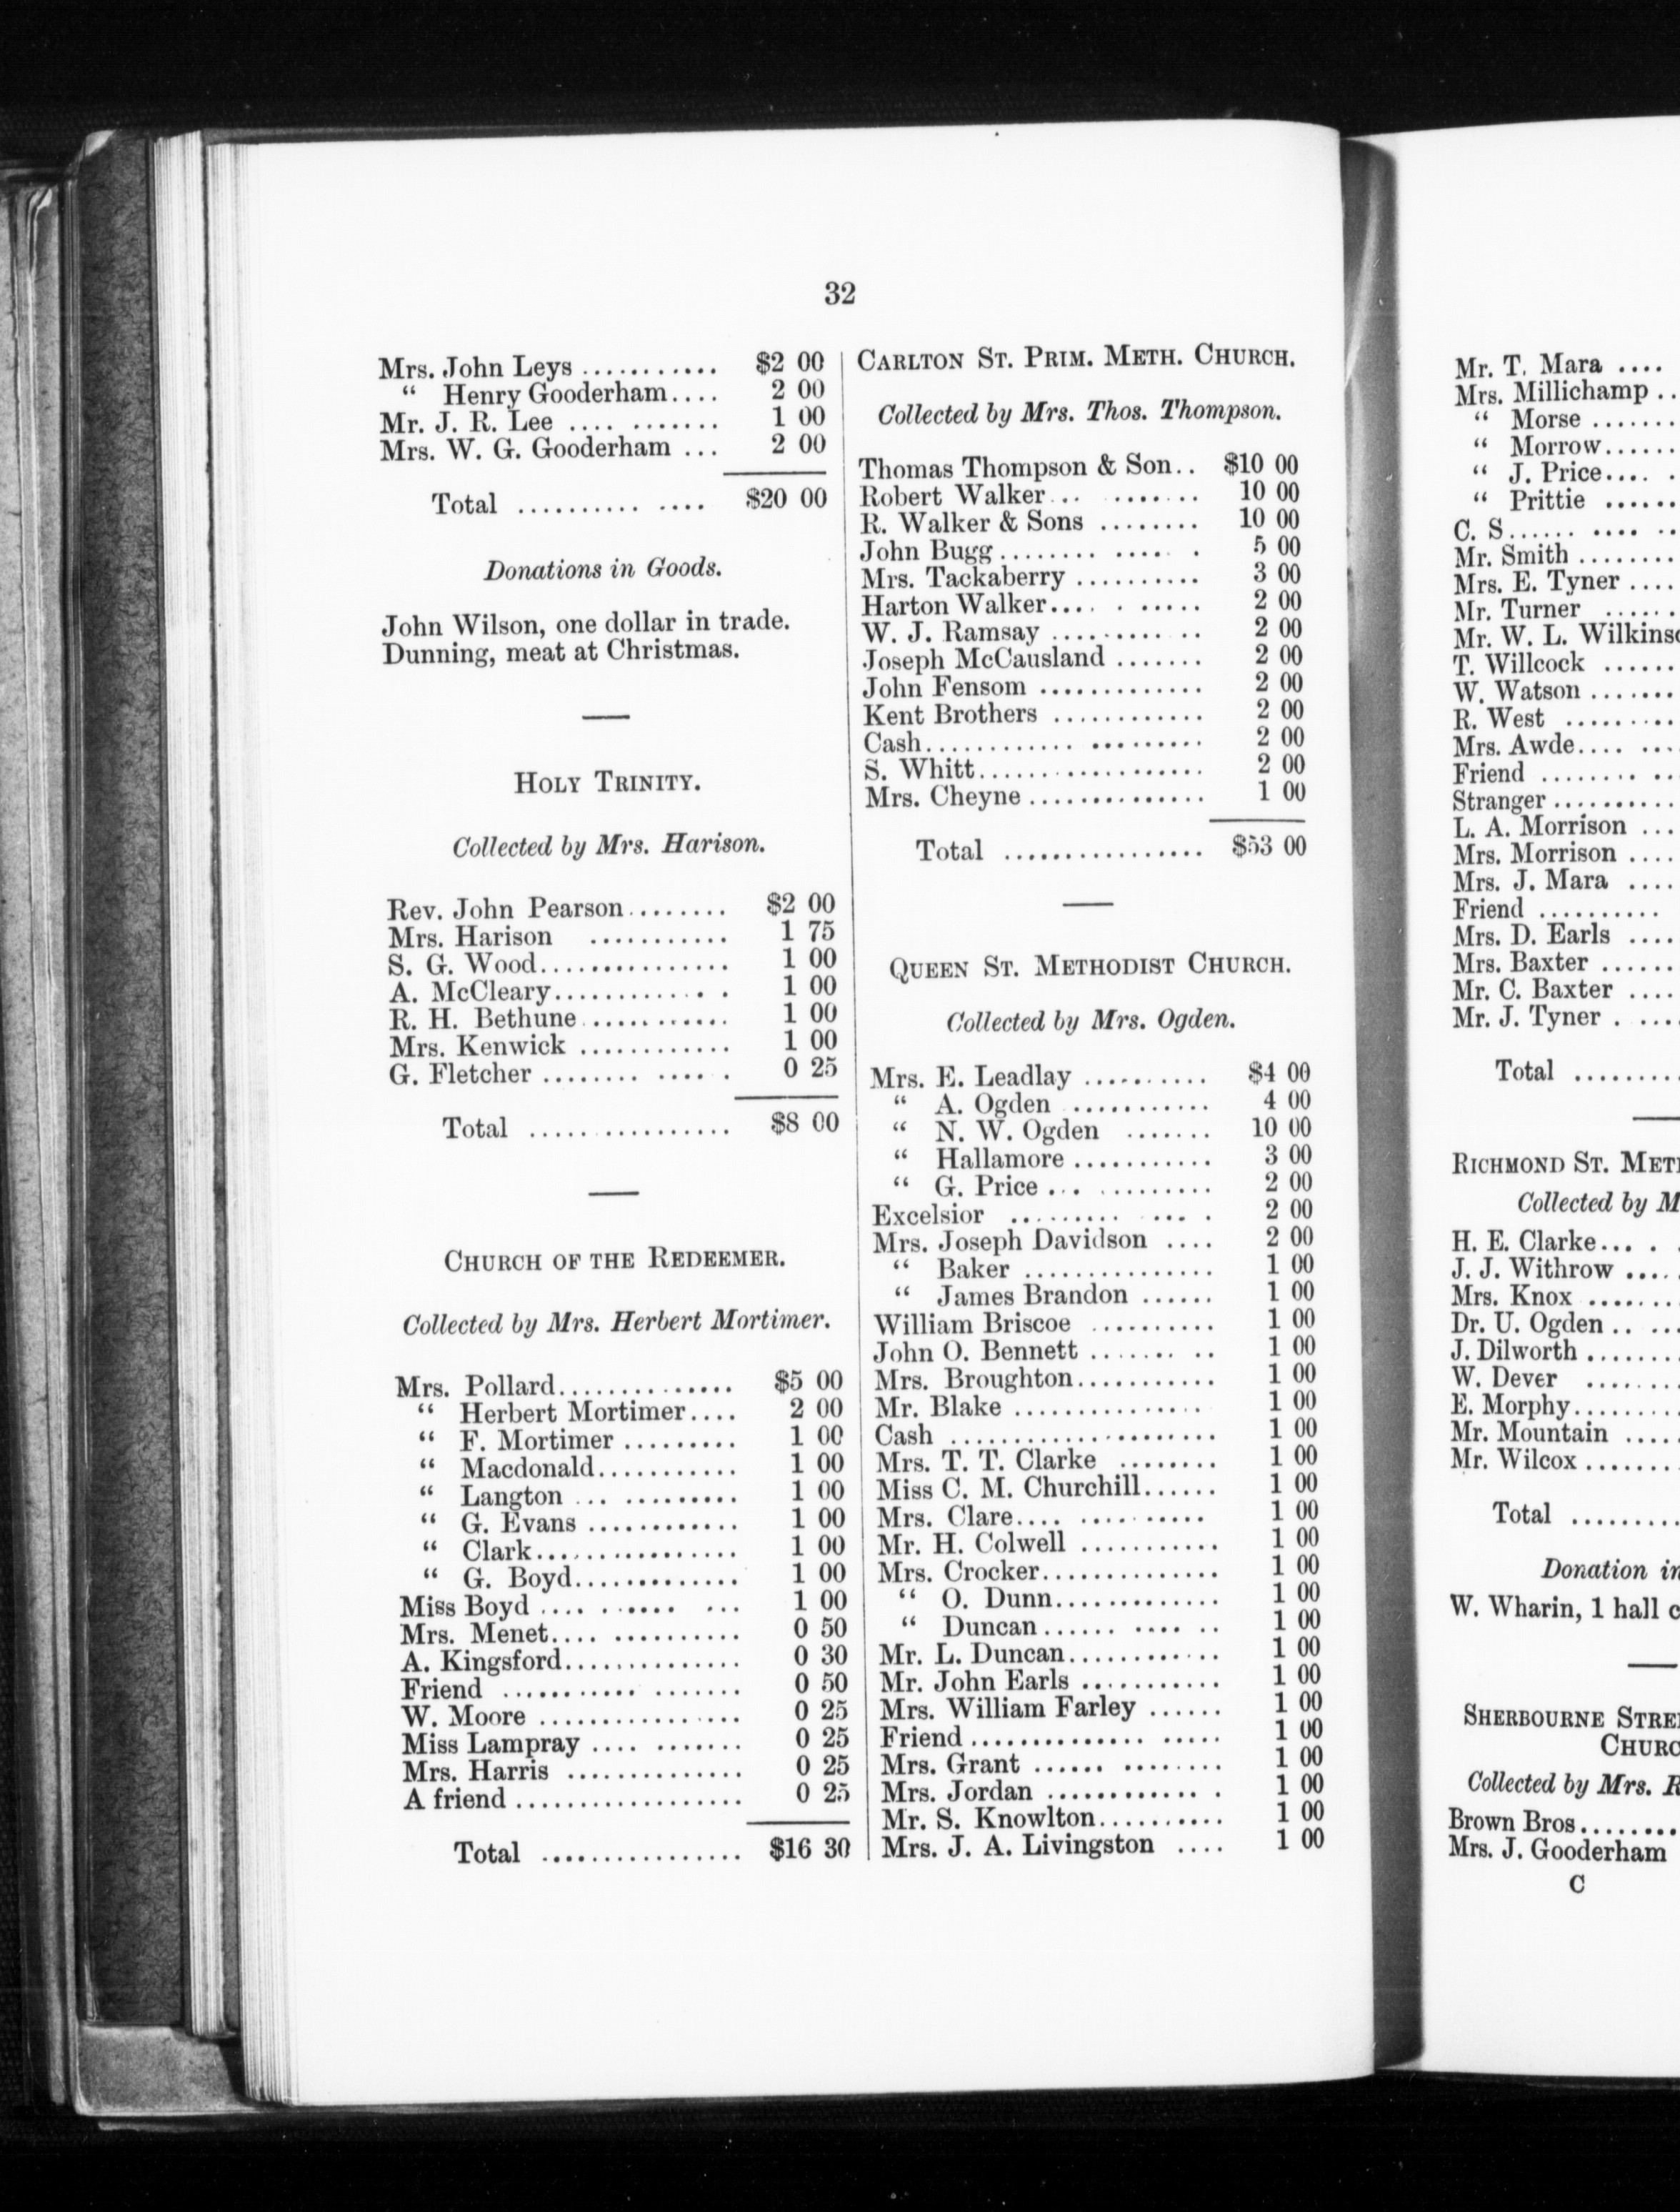 32
Mrs. John Leys ........... $2 00
“ Henry Gooderham.... 2 00
Mr. J. R. Lee .... ....... 1 00
Mrs. W. G. Gooderham ... 2 00
Total .......... .... $20 00
Donations in Goods.
John Wilson, one dollar in trade.
Dunning, meat at Christmas.
HOLY TRINITY.
Collected by Mrs. Harison.
Rev. John Pearson........ $2 00
Mrs. Harison ........... 1 75
S. G. Wood............... 1 00
A. McCleary............. 1 00
R. H. Bethune............ 1 00
Mrs. Kenwick ............ 1 00
G. Fletcher ........ ..... . 0 25
Total ................ $8 00
CHURCH OF THE REDEEMER.
Collected by Mrs. Herbert Mortimer.
Mrs. Pollard.............. $5 00
“ Herbert Mortimer.... 2 00
“ F. Mortimer ......... 1 00
“ Macdonald........... 1 00
“ Langton ... ......... 1 00
“ G. Evans ............ 1 00
“ Clark................. 1 00
“ G. Boyd............. 1 00
Miss Boyd .... ...... ... 1 00
Mrs. Menet.... .......... 0 50
A. Kingsford.............. 0 30
Friend ........... ....... 0 50
W. Moore ................ 0 25
Miss Lampray .... ....... 0 25
Mrs. Harris .............. 0 25
A friend .................. 0 25
Total ................ $16 30
CARLTON ST. PRIM. METH. CHURCH.
Collected by Mrs. Thos. Thompson.
Thomas Thompson & Son.. $10 00
Robert Walker... ....... 10 00
R. Walker & Sons ........ 10 00
John Bugg........ ..... . 5 00
Mrs. Tackaberry .......... 3 00
Harton Walker.... . ..... 2 00
W. J. Ramsay ............ 2 00
Joseph McCausland ....... 2 00
John Fensom ............. 2 00
Kent Brothers ............ 2 00
Cash............ ......... 2 00
S. Whitt................... 2 00
Mrs. Cheyne .............. 1 00
Total ................ $53 00
QUEEN ST. METHODIST CHURCH.
Collected by Mrs. Ogden.
Mrs. E. Leadlay .......... $4 00
“ A. Ogden ........... 4 00
“ N. W. Ogden ....... 10 00
“ Hallamore ........... 3 00
“ G. Price ... ......... 2 00
Excelsior ......... .... . 2 00
Mrs. Joseph Davidson .... 2 00
“ Baker ............... 1 00
“ James Brandon ...... 1 00
William Briscoe .......... 1 00
John O. Bennett ....... .. 1 00
Mrs. Broughton........... 1 00
Mr. Blake ............... 1 00
Cash ..................... 1 00
Mrs. T. T. Clarke ........ 1 00
Miss C. M. Churchill...... 1 00
Mrs. Clare.... .......... 1 00
Mr. H. Colwell ........... 1 00
Mrs. Crocker.............. 1 00
“ O. Dunn............. 1 00
“ Duncan...... .... .. 1 00
Mr. L. Duncan............ 1 00
Mr. John Earls ........... 1 00
Mrs. William Farley ...... 1 00
Friend .............. ..... 1 00
Mrs. Grant ...... ........ 1 00
Mrs. Jordan ............ . 1 00
Mr. S. Knowlton.......... 1 00
Mrs. J. A. Livingston .... 1 00
Mr. T. Mara ....
Mrs. Millichamp ..
“ Morse .......
“ Morrow......
“ J. Price.... .
“ Prittie ......
C. S...... .... ..
Mr. Smith ........
Mrs. E. Tyner ....
Mr. Turner ......
Mr. W. L.
T. Willcock ......
W. Watson .......
R. West .........
Mrs. Awde.... ...
Friend ........ ..
Stranger ..........
L. A. Morrison ...
Mrs. Morrison ....
Mrs. J. Mara ....
Friend ..........
Mrs. D. Earls ....
Mrs. Baxter ......
Mr. C. Baxter ....
Mr. J. Tyner . ....
Total .........
RICHMOND ST.
Collected by
H. E. Clarke... . .
J. J. Withrow .....
Mrs. Knox .......
Dr. U. Ogden .. ...
J. Dilworth .......
W. Dever ......
E. Morphy........
Mr. Mountain ....
Mr. Wilcox .......
Total .........
Donation
W. Wharin, 1 hall
SHERBOURNE
Collected by Mrs.
Brown Bros........
Mrs. J. Gooderham
C